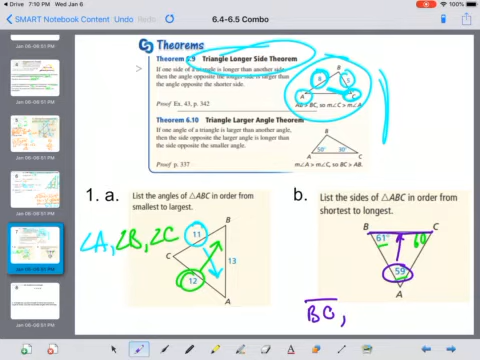 Drive
7:10 PM Wed Jan 6
100%
SMART Notebook Content
Documents
6.4-6.5 Combo
Theorems
Theorem 6.9 Triangle Longer Side Theorem
If one side of a triangle is longer than another side,
then the angle opposite the longer side is larger than
the angle opposite the shorter side.
Proof Ex. 43, p. 342
B
8
5
A
C
AB > BC, so m∠C > m∠A
Theorem 6.10 Triangle Larger Angle Theorem
If one angle of a triangle is larger than another angle,
then the side opposite the larger angle is longer than
the side opposite the smaller angle.
Proof p. 337
B
A 50° 30° C
m∠A > m∠C, so BC > AB.
1. a.
List the angles of △ABC in order from
smallest to largest.
∠A, ∠B, ∠C
B
11
C
13
12
A
b.
List the sides of △ABC in order from
shortest to longest.
B C
61° 60
59
A
BC,